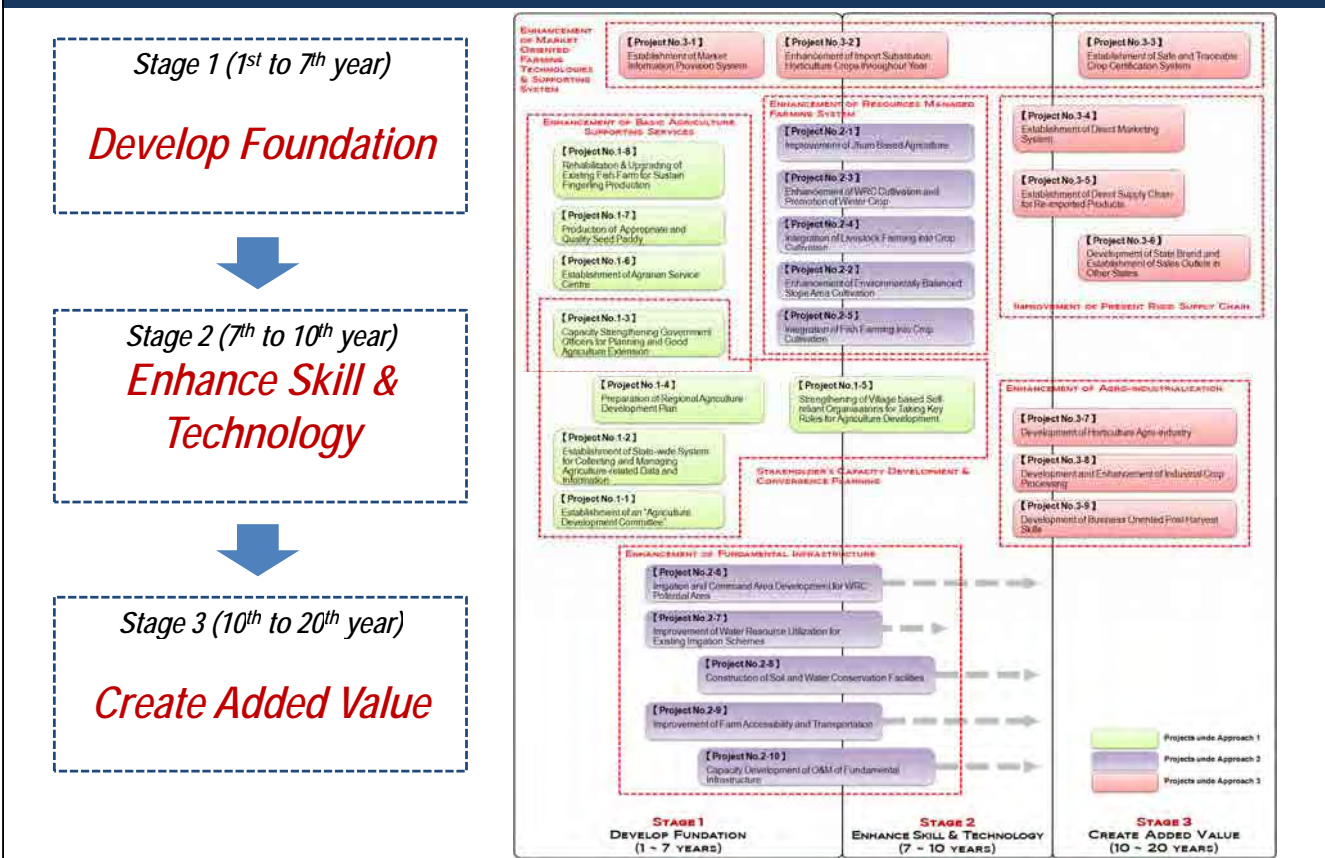 Stage 1 (1st to 7th year)
Develop Foundation
Stage 2 (7th to 10th year)
Enhance Skill &
Technology
Stage 3 (10th to 20th year)
Create Added Value
Enhancement
of Market
Oriented
Farming
Technologies
& Supporting
System
【Project No.3-1】
Establishment of Market
Information Provision System
【Project No.3-2】
Enhancement of Import Substitution
Horticulture Crops throughout Year
【Project No.3-3】
Establishment of Safe and Traceable
Crop Certification System
Enhancement of Basic Agriculture
Supporting Services
【Project No.1-8】
Rehabilitation & Upgrading of
Existing Fish Farm for Sustain
Fingerling Production
【Project No.1-7】
Production of Appropriate and
Quality Seed Paddy
【Project No.1-6】
Establishment of Agrarian Service
Centre
【Project No.1-3】
Capacity Strengthening Government
Officers for Planning and Good
Agriculture Extension
【Project No.1-4】
Preparation of Regional Agriculture
Development Plan
【Project No.1-2】
Establishment of State-wide System
for Collecting and Managing
Agriculture-related Data and
Information
【Project No.1-1】
Establishment of an "Agriculture
Development Committee"
Enhancement of Resources Managed
Farming System
【Project No.2-1】
Improvement of Jhum Based Agriculture
【Project No.2-3】
Enhancement of WRC Cultivation and
Promotion of Winter Crop
【Project No.2-4】
Integration of Livestock Farming into Crop
Cultivation
【Project No.2-2】
Enhancement of Environmentally Balanced
Slope Area Cultivation
【Project No.2-5】
Integration of Fish Farming into Crop
Cultivation
【Project No.1-5】
Strengthening of Village based Self-
reliant Organisations for Taking Key
Roles for Agriculture Development
Stakeholder's Capacity Development &
Convergence Planning
【Project No.3-4】
Establishment of Direct Marketing
System
【Project No.3-5】
Establishment of Direct Supply Chain
for Re-imported Products
【Project No.3-6】
Development of State Brand and
Establishment of Sales Outlets in
Other States
Improvement of Present Rigid Supply Chain
Enhancement of Agro-industrialization
【Project No.3-7】
Development of Horticulture Agro-industry
【Project No.3-8】
Development and Enhancement of Industrial Crop
Processing
【Project No.3-9】
Development of Business Oriented Post Harvest
Skills
Enhancement of Fundamental Infrastructure
【Project No.2-6】
Irrigation and Command Area Development for WRC
Potential Area
【Project No.2-7】
Improvement of Water Resource Utilization for
Existing Irrigation Schemes
【Project No.2-8】
Construction of Soil and Water Conservation Facilities
【Project No.2-9】
Improvement of Farm Accessibility and Transportation
【Project No.2-10】
Capacity Development of O&M of Fundamental
Infrastructure
Projects unde Approach 1
Projects unde Approach 2
Projects unde Approach 3
Stage 1
Develop Fundation
(1 ~ 7 years)
Stage 2
Enhance Skill & Technology
(7 ~ 10 years)
Stage 3
Create Added Value
(10 ~ 20 years)